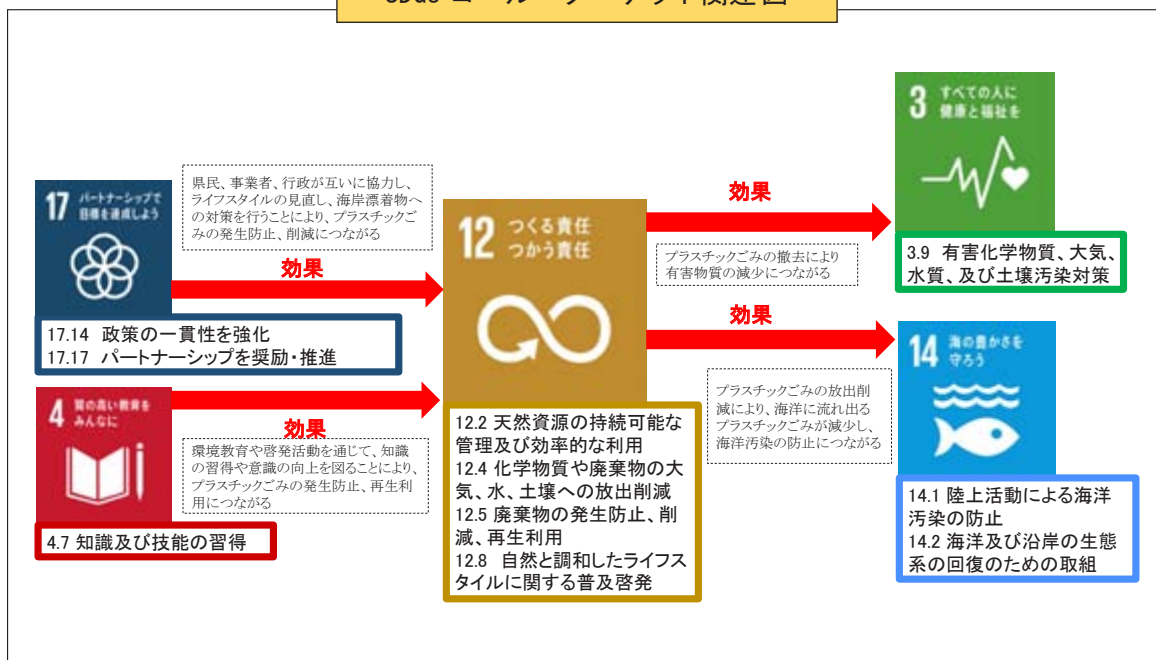 17 パートナーシップで
目標を達成しよう
県民、事業者、行政が互いに協力し、
ライフスタイルの見直し、海岸漂着物へ
の対策を行うことにより、プラスチックご
みの発生防止、削減につながる
効果
17.14 政策の一貫性を強化
17.17 パートナーシップを奨励・推進
4 質の高い教育を
みんなに
効果
環境教育や啓発活動を通じて、知識
の習得や意識の向上を図ることにより、
プラスチックごみの発生防止、再生利
用につながる
4.7 知識及び技能の習得
12 つくる責任
つかう責任
12.2 天然資源の持続可能な
管理及び効率的な利用
12.4 化学物質や廃棄物の大
気、水、土壌への放出削減
12.5 廃棄物の発生防止、削
減、再生利用
12.8 自然と調和したライフス
タイルに関する普及啓発
効果
プラスチックごみの撤去により
有害物質の減少につながる
3 すべての人に
健康と福祉を
3.9 有害化学物質、大気、
水質、及び土壌汚染対策
効果
プラスチックごみの放出削
減により、海洋に流れ出る
プラスチックごみが減少し、
海洋汚染の防止につながる
14 海の豊かさを
守ろう
14.1 陸上活動による海洋
汚染の防止
14.2 海洋及び沿岸の生態
系の回復のための取組